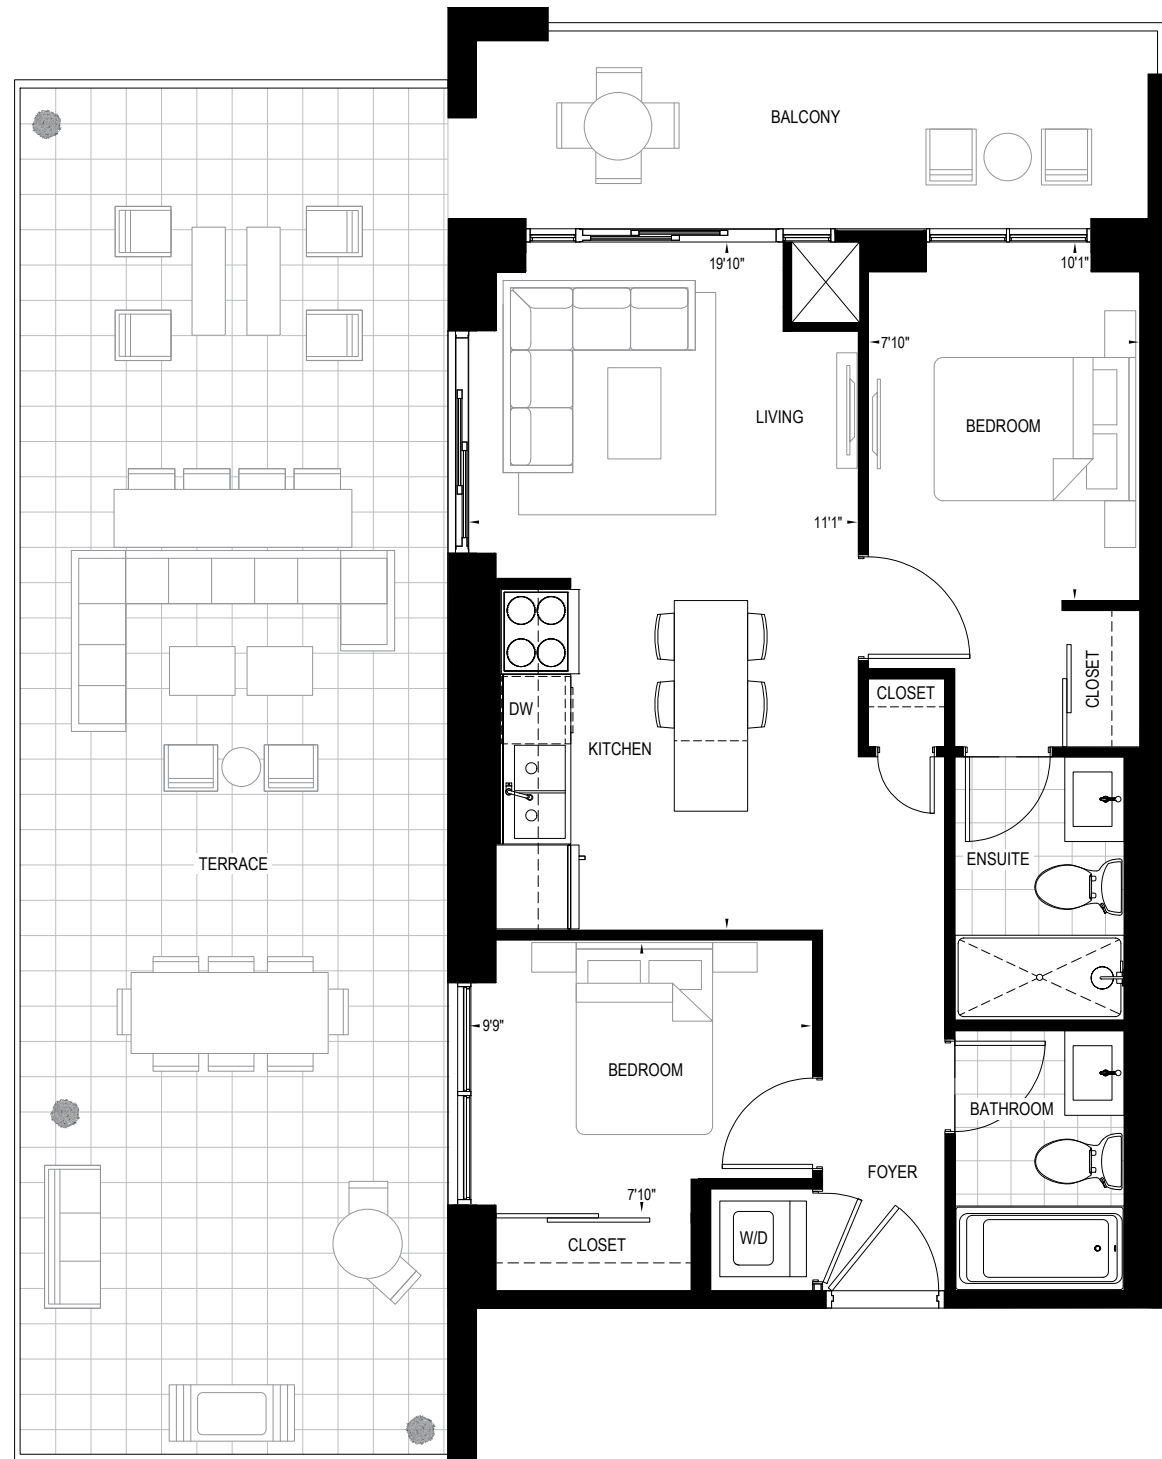 BALCONY
19'10"
10'1"
7'10"
LIVING
BEDROOM
11'1"
CLOSET
CLOSET
DW
KITCHEN
ENSUITE
TERRACE
9'9"
BEDROOM
BATHROOM
FOYER
7'10"
W/D
CLOSET